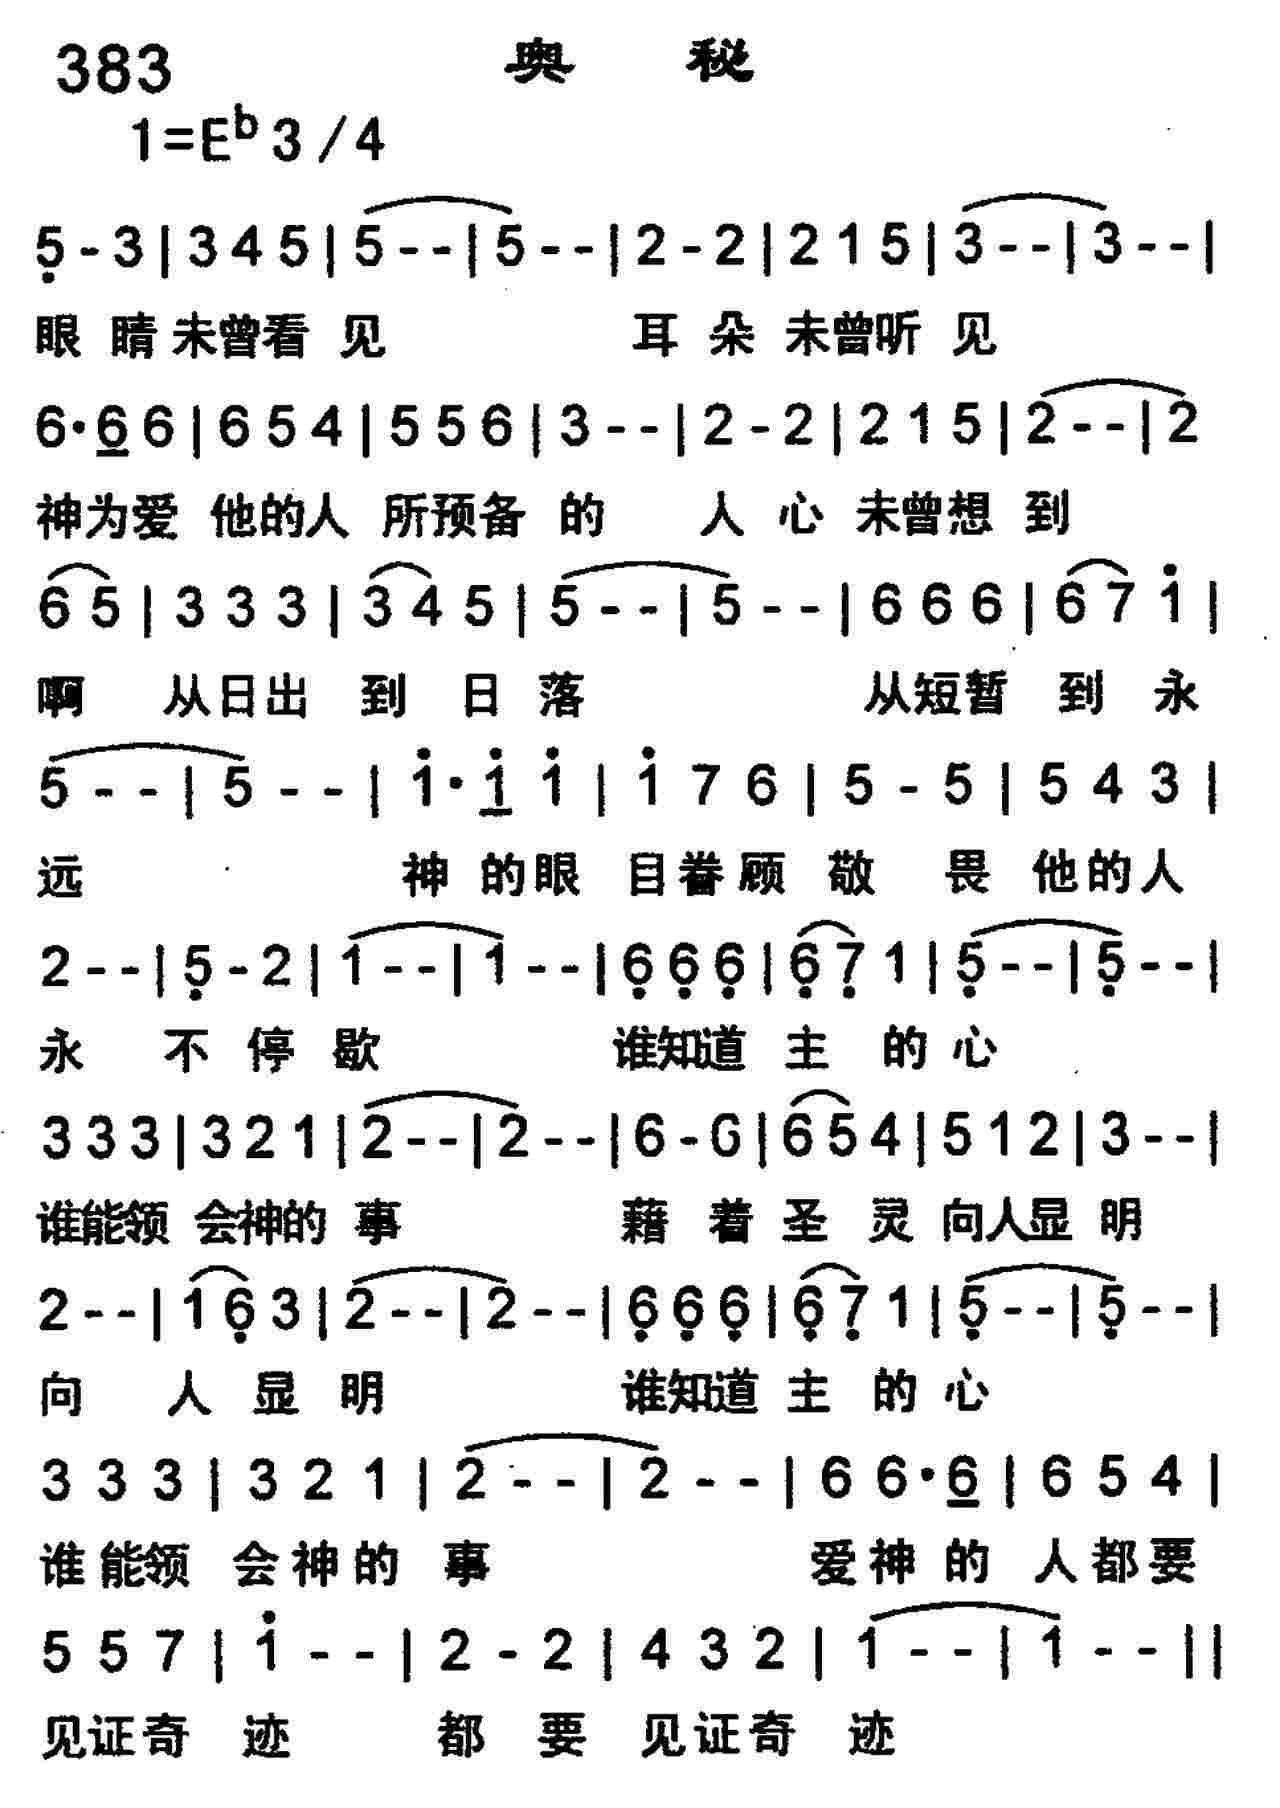 383 奥秘
1=E♭ 3/4
5̣ - 3 | 3 4 5 | 5 - - | 5 - - | 2 - 2 | 2 1 5 | 3 - - | 3 - - |
眼睛未曾看见 耳朵未曾听见
6· 6̲ 6 | 6 5 4 | 5 5 6 | 3 - - | 2 - 2 | 2 1 5 | 2 - - | 2
神为爱 他的人 所预备的 人心未曾想到
6 5 | 3 3 3 | 3 4 5 | 5 - - | 5 - - | 6 6 6 | 6 7 1̇ |
啊 从日出到日落 从短暂到永
5 - - | 5 - - | 1̇· 1̲̇ 1̇ | 1̇ 7 6 | 5 - 5 | 5 4 3 |
远 神的眼目眷顾敬畏他的人
2 - - | 5̣ - 2 | 1 - - | 1 - - | 6̣ 6̣ 6̣ | 6̣ 7̣ 1 | 5̣ - - | 5̣ - - |
永不停歇 谁知道主的心
3 3 3 | 3 2 1 | 2 - - | 2 - - | 6 - G | 6 5 4 | 5 1 2 | 3 - - |
谁能领会神的事 藉着圣灵向人显明
2 - - | 1 6̣ 3 | 2 - - | 2 - - | 6̣ 6̣ 6̣ | 6̣ 7̣ 1 | 5̣ - - | 5̣ - - |
向人显明 谁知道主的心
3 3 3 | 3 2 1 | 2 - - | 2 - - | 6 6· 6̲ | 6 5 4 |
谁能领会神的事 爱神的人都要
5 5 7 | 1̇ - - | 2 - 2 | 4 3 2 | 1 - - | 1 - - ||
见证奇迹 都要见证奇迹